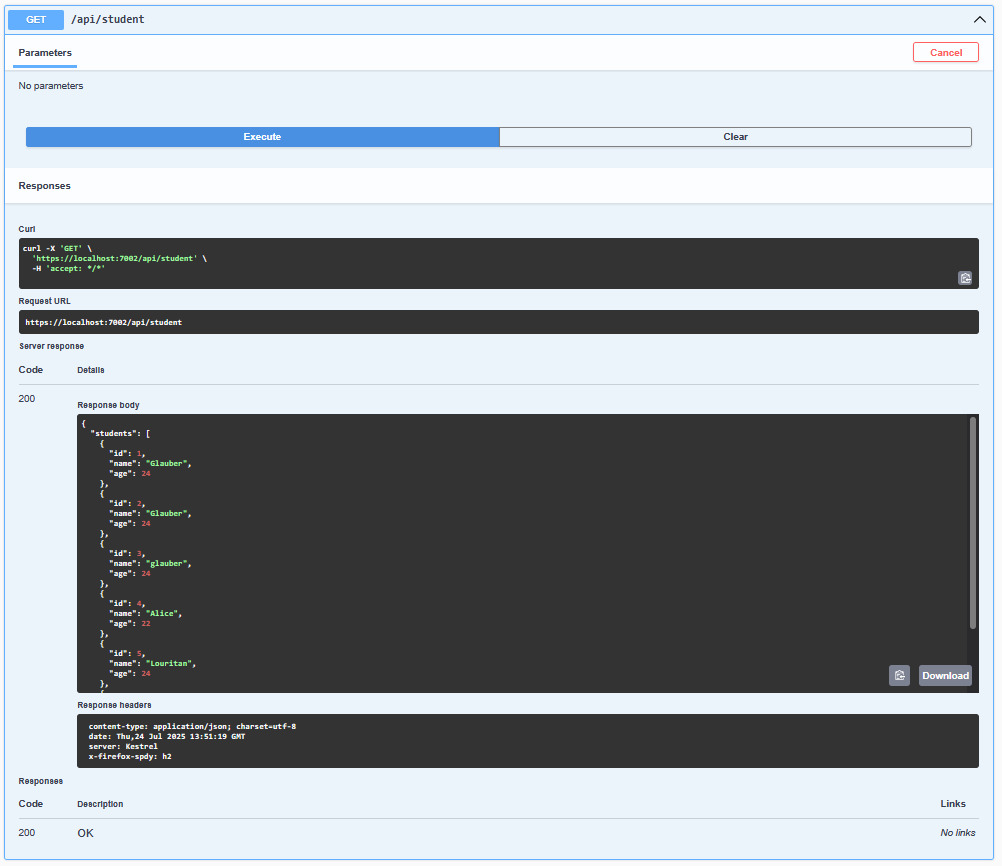 GET /api/student
Parameters Cancel
No parameters
Execute Clear
Responses
Curl
curl -X 'GET' \
  'https://localhost:7002/api/student' \
  -H 'accept: */*'
Request URL
https://localhost:7002/api/student
Server response
Code Details
200
Response body
{
  "students": [
    {
      "id": 1,
      "name": "Glauber",
      "age": 24
    },
    {
      "id": 2,
      "name": "Glauber",
      "age": 24
    },
    {
      "id": 3,
      "name": "glauber",
      "age": 24
    },
    {
      "id": 4,
      "name": "Alice",
      "age": 22
    },
    {
      "id": 5,
      "name": "Louritan",
      "age": 24
    },
    {
Download
Response headers
content-type: application/json; charset=utf-8
date: Thu,24 Jul 2025 13:51:19 GMT
server: Kestrel
x-firefox-spdy: h2
Responses
Code Description Links
200 OK No links